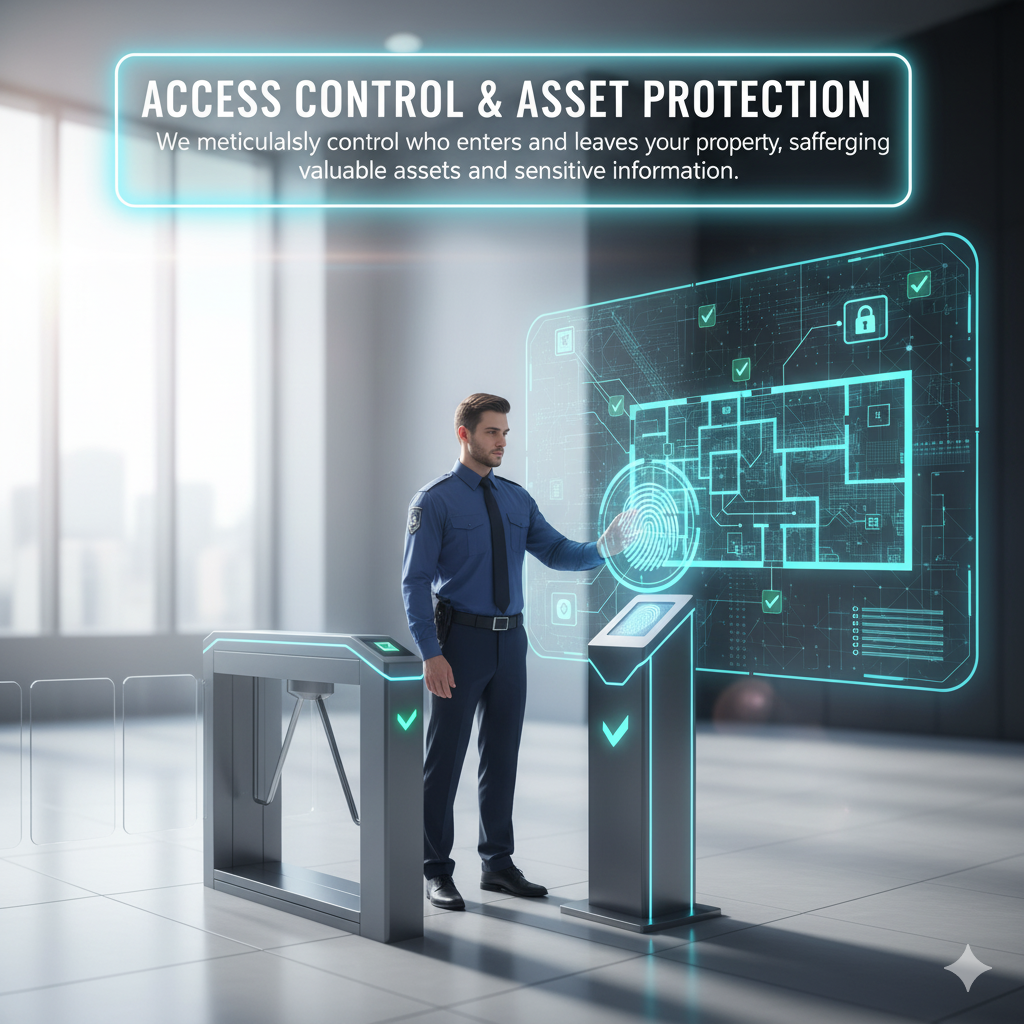 ACCESS CONTROL & ASSET PROTECTION
We meticulalsly control who enters and leaves your property, safferging
valuable assets and sensitive information.